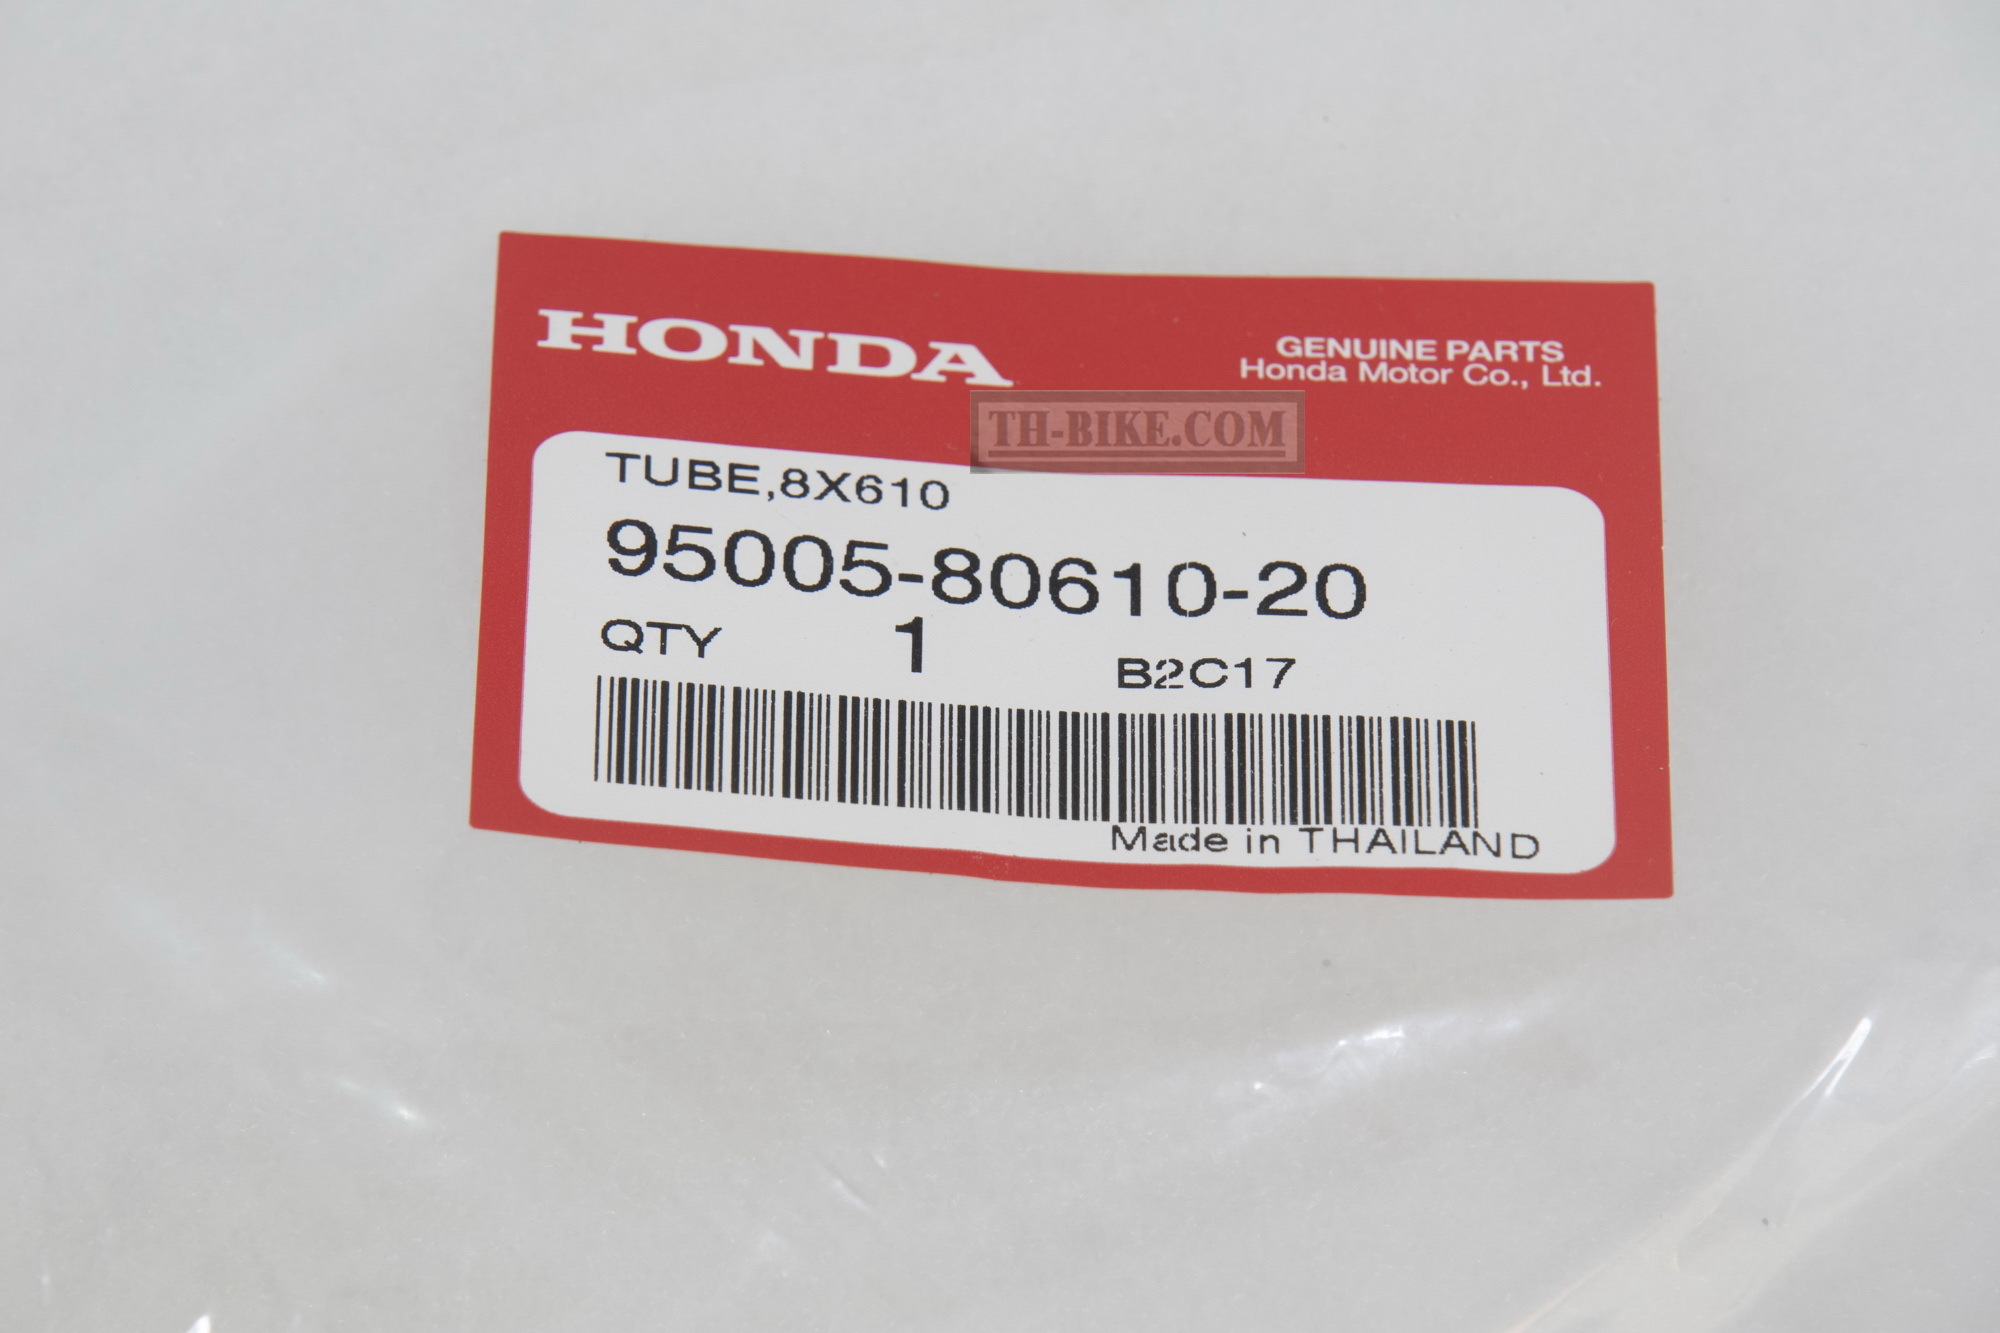 HONDA
GENUINE PARTS
Honda Motor Co., Ltd.
TH-BIKE.COM
TUBE,8X610
95005-80610-20
QTY 1 B2C17
Made in THAILAND